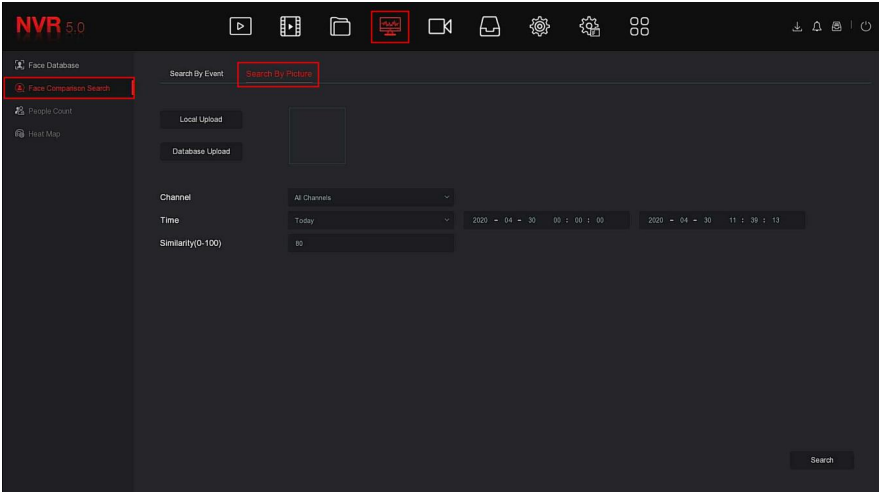 NVR 5.0
Face Database
Face Comparison Search
People Count
Heat Map
Search By Event Search By Picture
Local Upload
Database Upload
Channel All Channels
Time Today 2020 - 04 - 30 00 : 00 : 00 2020 - 04 - 30 11 : 39 : 13
Similarity(0-100) 80
Search